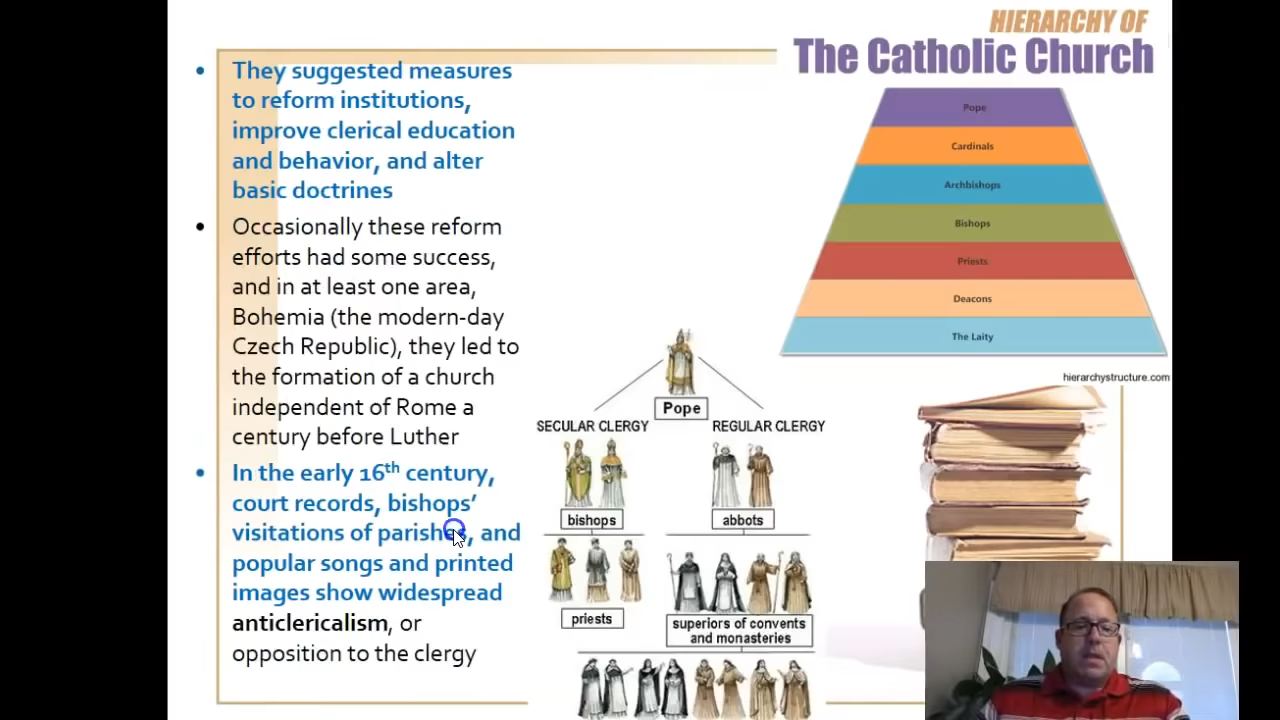 They suggested measures
to reform institutions,
improve clerical education
and behavior, and alter
basic doctrines
Occasionally these reform
efforts had some success,
and in at least one area,
Bohemia (the modern-day
Czech Republic), they led to
the formation of a church
independent of Rome a
century before Luther
In the early 16th century,
court records, bishops'
visitations of parishes, and
popular songs and printed
images show widespread
anticlericalism, or
opposition to the clergy
HIERARCHY OF
The Catholic Church
Pope
Cardinals
Archbishops
Bishops
Priests
Deacons
The Laity
hierarchystructure.com
Pope
SECULAR CLERGY
REGULAR CLERGY
bishops
abbots
priests
superiors of convents
and monasteries